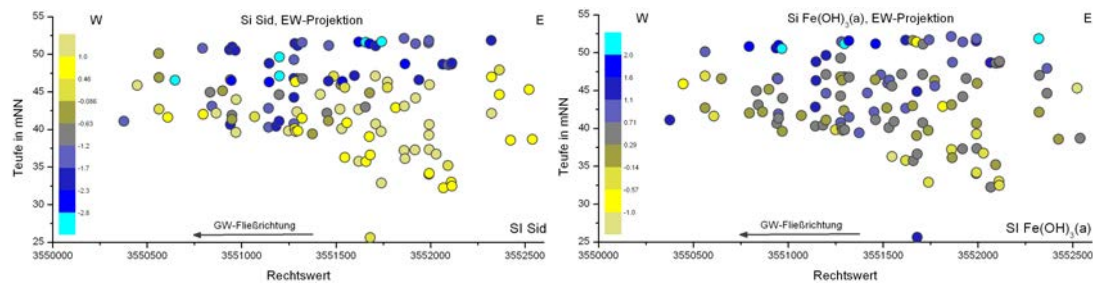 W
Si Sid, EW-Projektion
E
Teufe in mNN
55
50
45
40
35
30
25
1.0
0.46
-0.086
-0.63
-1.2
-1.7
-2.3
-2.8
GW-Fließrichtung
SI Sid
3550000 3550500 3551000 3551500 3552000 3552500
Rechtswert
W
Si Fe(OH)3(a), EW-Projektion
E
Teufe in mNN
55
50
45
40
35
30
25
2.0
1.6
1.1
0.71
0.29
-0.14
-0.57
-1.0
GW-Fließrichtung
SI Fe(OH)3(a)
3550000 3550500 3551000 3551500 3552000 3552500
Rechtswert